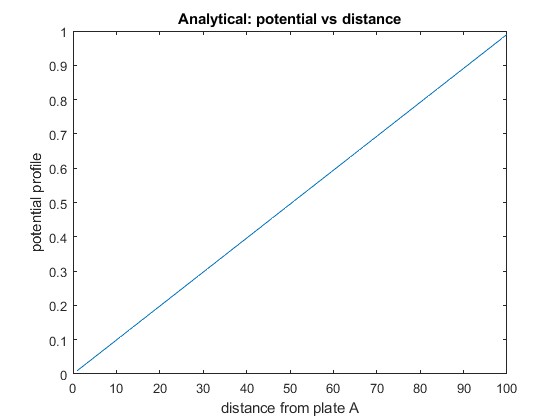 Analytical: potential vs distance
1
0.9
0.8
0.7
0.6
0.5
0.4
0.3
0.2
0.1
0
potential profile
0 10 20 30 40 50 60 70 80 90 100
distance from plate A